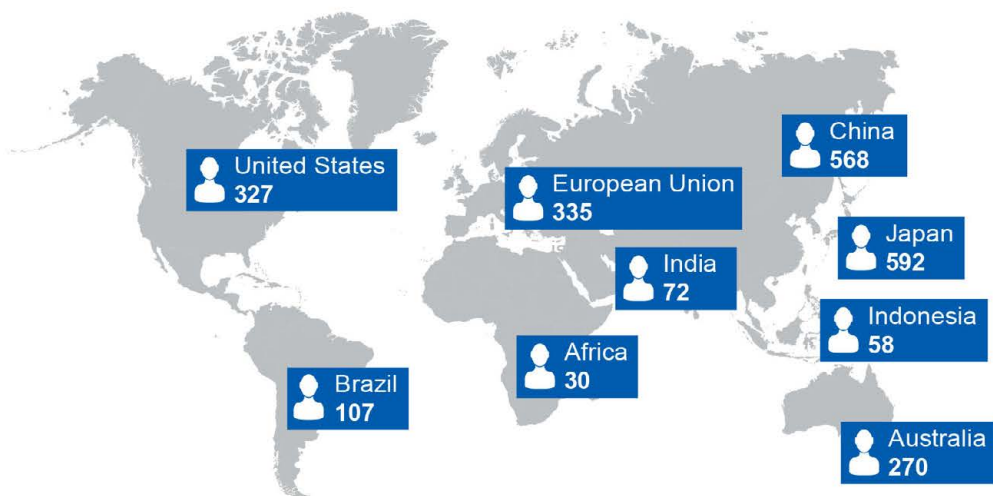 China
568
United States
327
European Union
335
Japan
592
India
72
Indonesia
58
Africa
30
Brazil
107
Australia
270